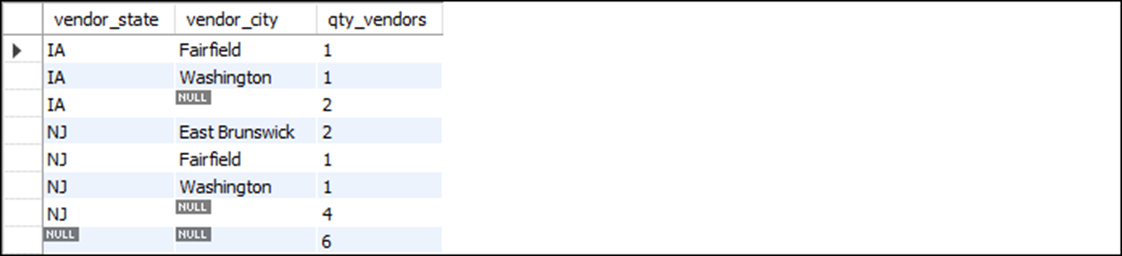 vendor_state vendor_city qty_vendors
IA Fairfield 1
IA Washington 1
IA NULL 2
NJ East Brunswick 2
NJ Fairfield 1
NJ Washington 1
NJ NULL 4
NULL NULL 6